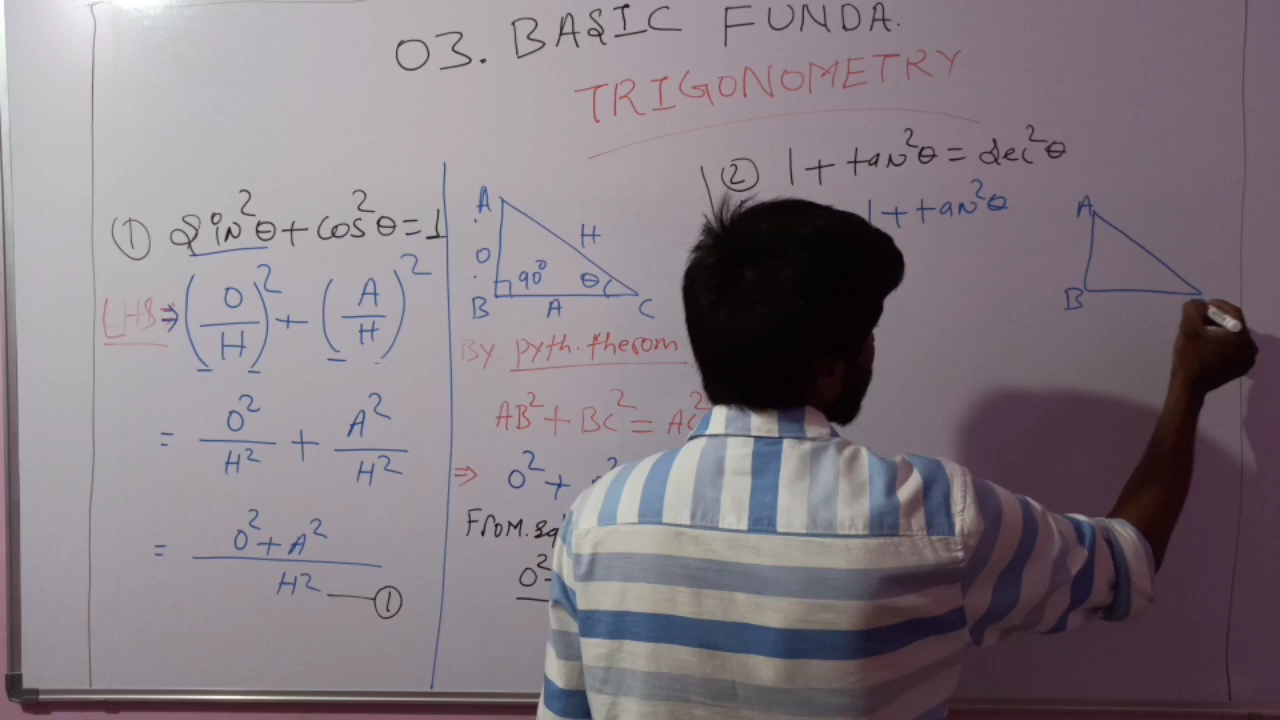 03. BASIC FUNDA.
TRIGONOMETRY
① sin²θ + cos²θ = 1
LHS ⇒ (O/H)² + (A/H)²
= O²/H² + A²/H²
= (O² + A²)/H² —①
A
O
H
90°
θ
B
A
C
By. pyth. therom
AB² + BC² = AC²
⇒ O² +
From.
O²
② 1 + tan²θ = sec²θ
1 + tan²θ
A
B